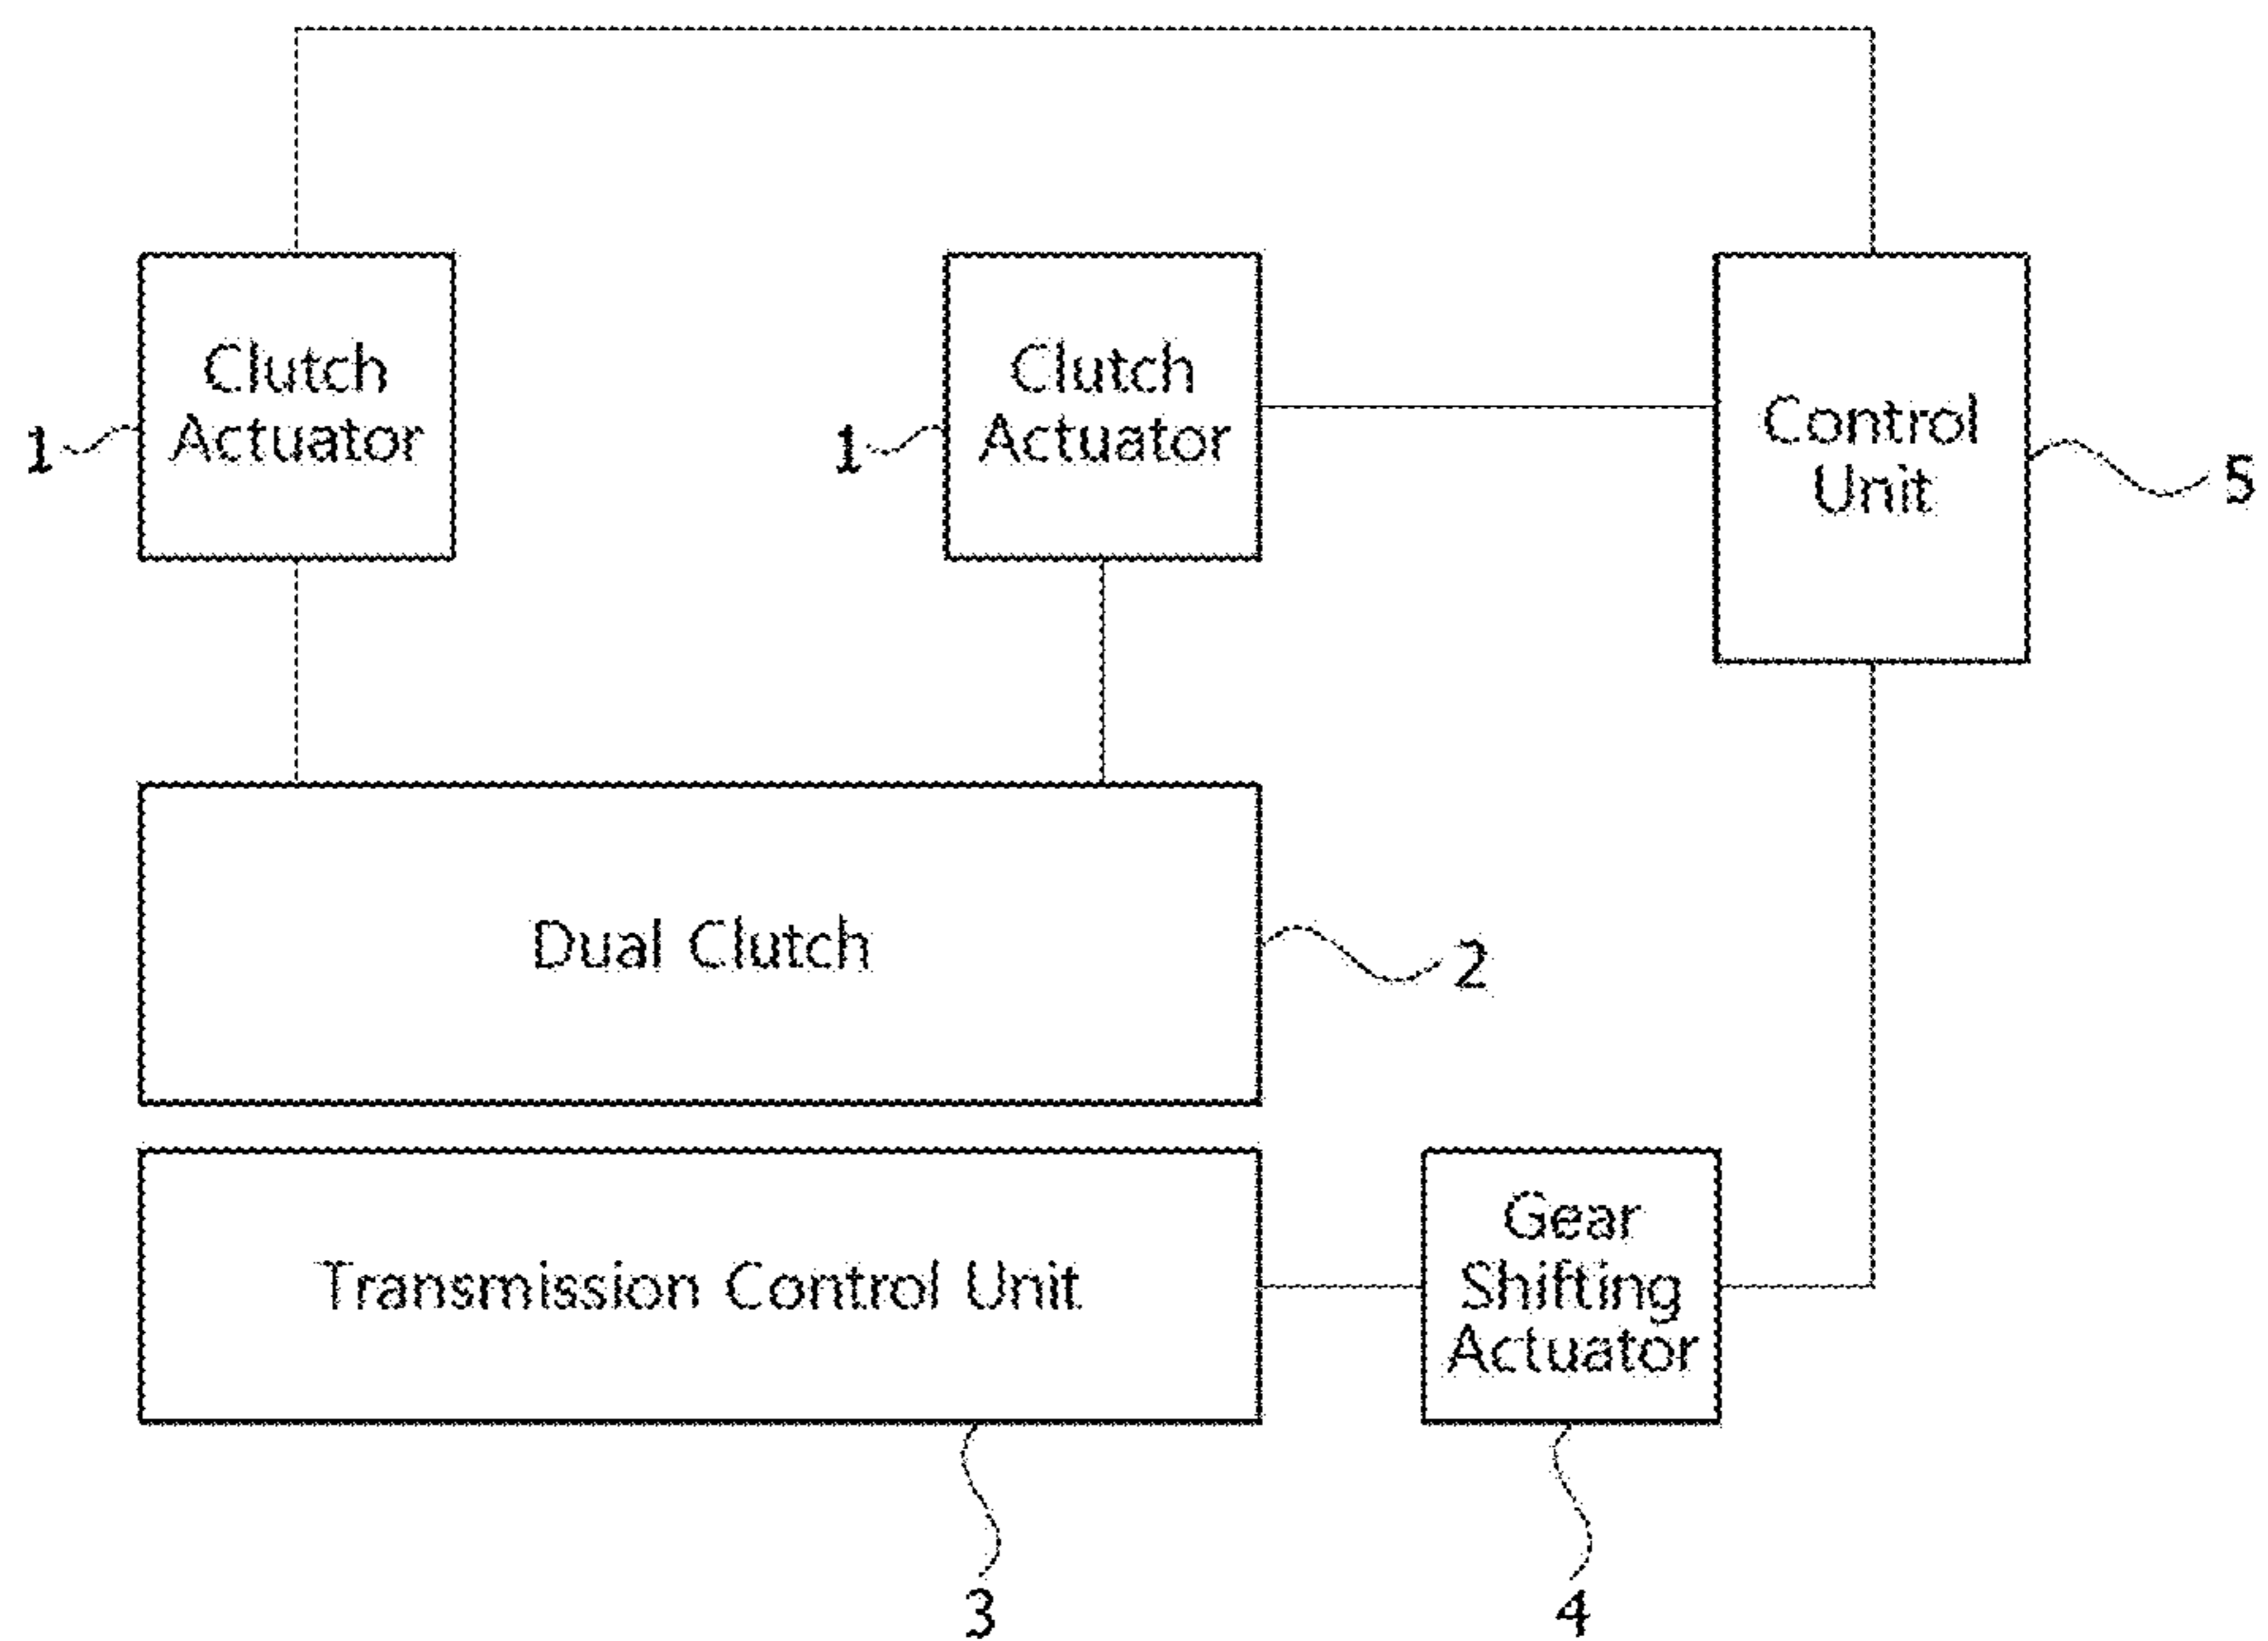 Clutch
Actuator
1
Clutch
Actuator
1
Control
Unit
5
Dual Clutch
2
Transmission Control Unit
3
Gear
Shifting
Actuator
4